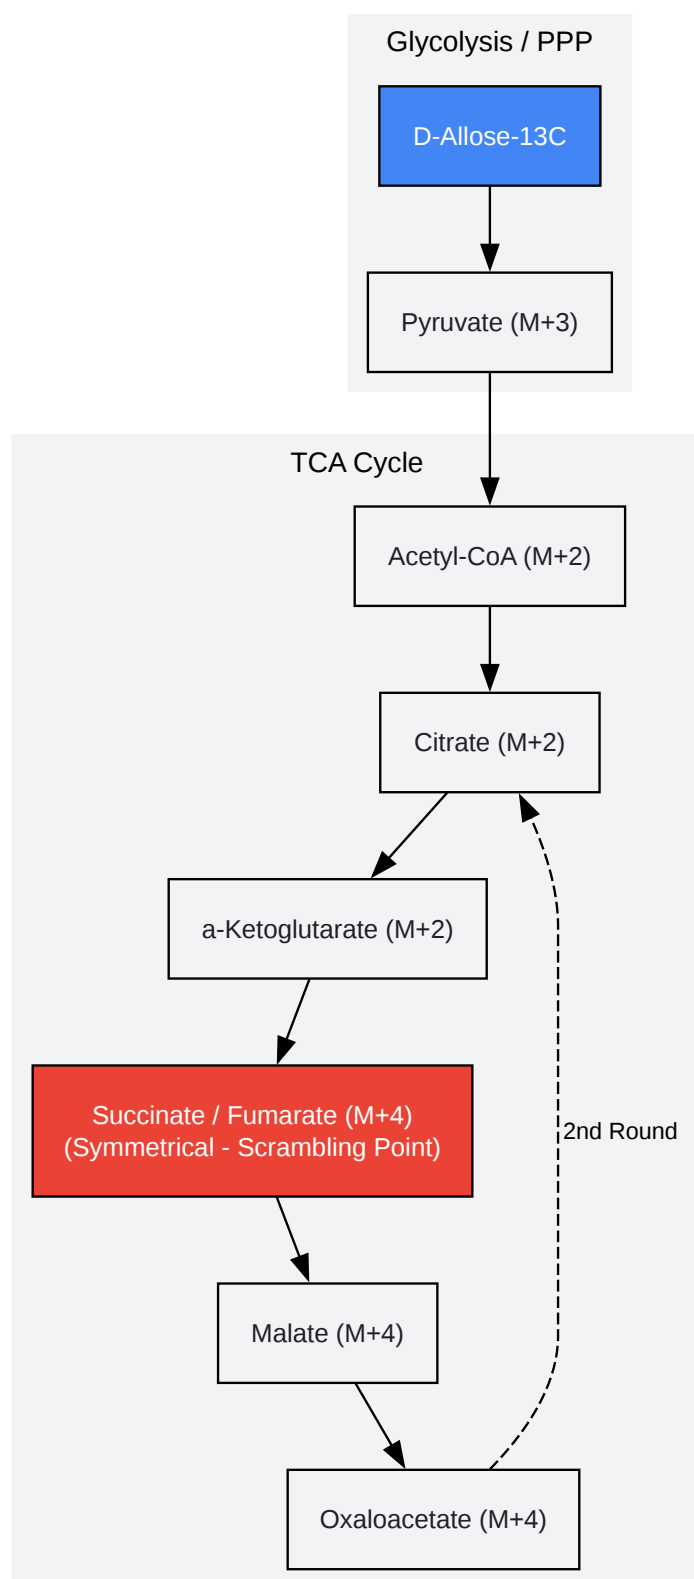 Glycolysis / PPP
D-Allose-13C
Pyruvate (M+3)
TCA Cycle
Acetyl-CoA (M+2)
Citrate (M+2)
a-Ketoglutarate (M+2)
Succinate / Fumarate (M+4)
(Symmetrical - Scrambling Point)
2nd Round
Malate (M+4)
Oxaloacetate (M+4)